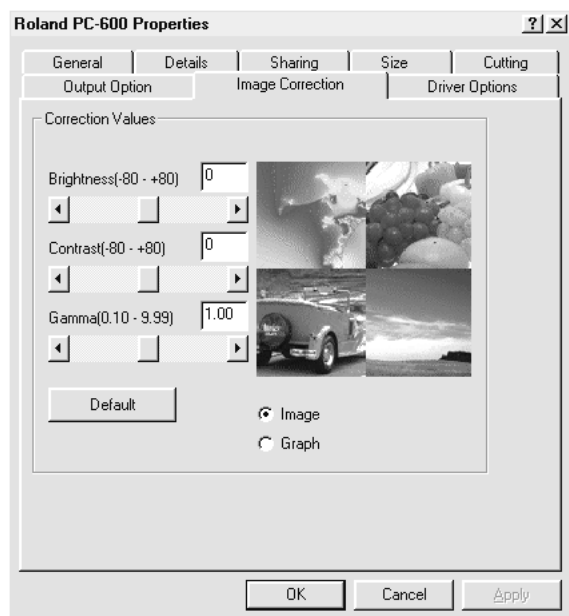 Roland PC-600 Properties
? ×
General Details Sharing Size Cutting
Output Option Image Correction Driver Options
Correction Values
Brightness(-80 - +80) 0
Contrast(-80 - +80) 0
Gamma(0.10 - 9.99) 1.00
Default
Image
Graph
OK Cancel Apply